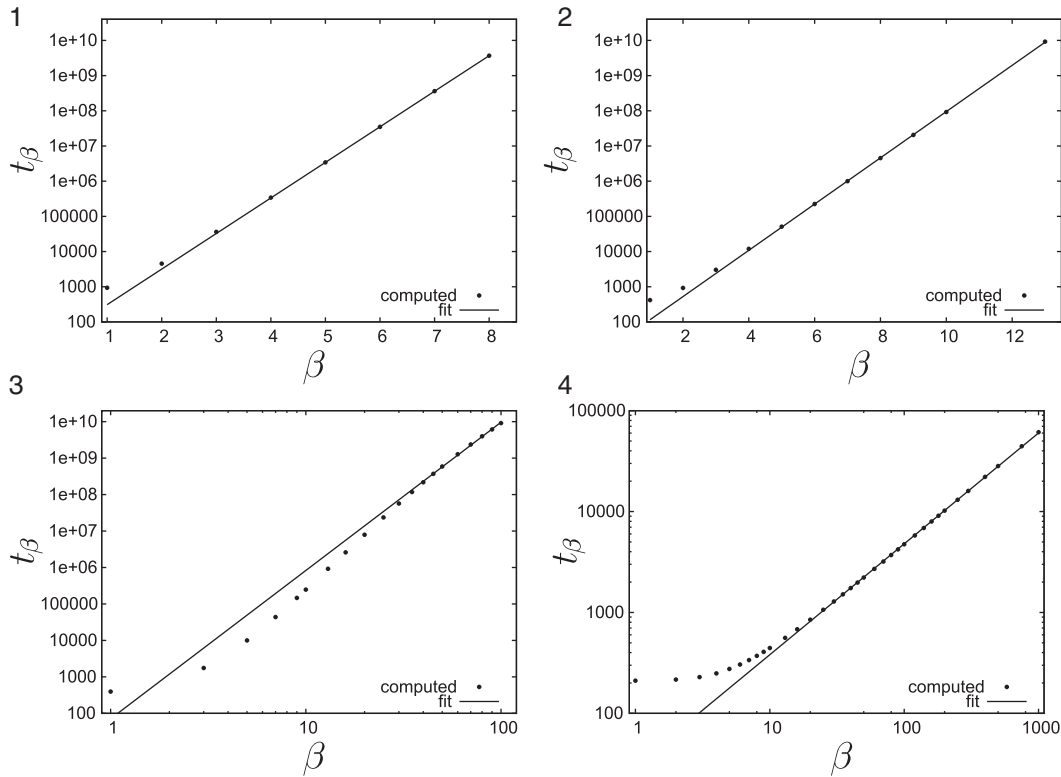 1
1e+10
1e+09
1e+08
1e+07
1e+06
100000
10000
1000
100
tβ
1 2 3 4 5 6 7 8
β
computed
fit
2
1e+10
1e+09
1e+08
1e+07
1e+06
100000
10000
1000
100
tβ
2 4 6 8 10 12
β
computed
fit
3
1e+10
1e+09
1e+08
1e+07
1e+06
100000
10000
1000
100
tβ
1 10 100
β
computed
fit
4
100000
10000
1000
100
tβ
1 10 100 1000
β
computed
fit